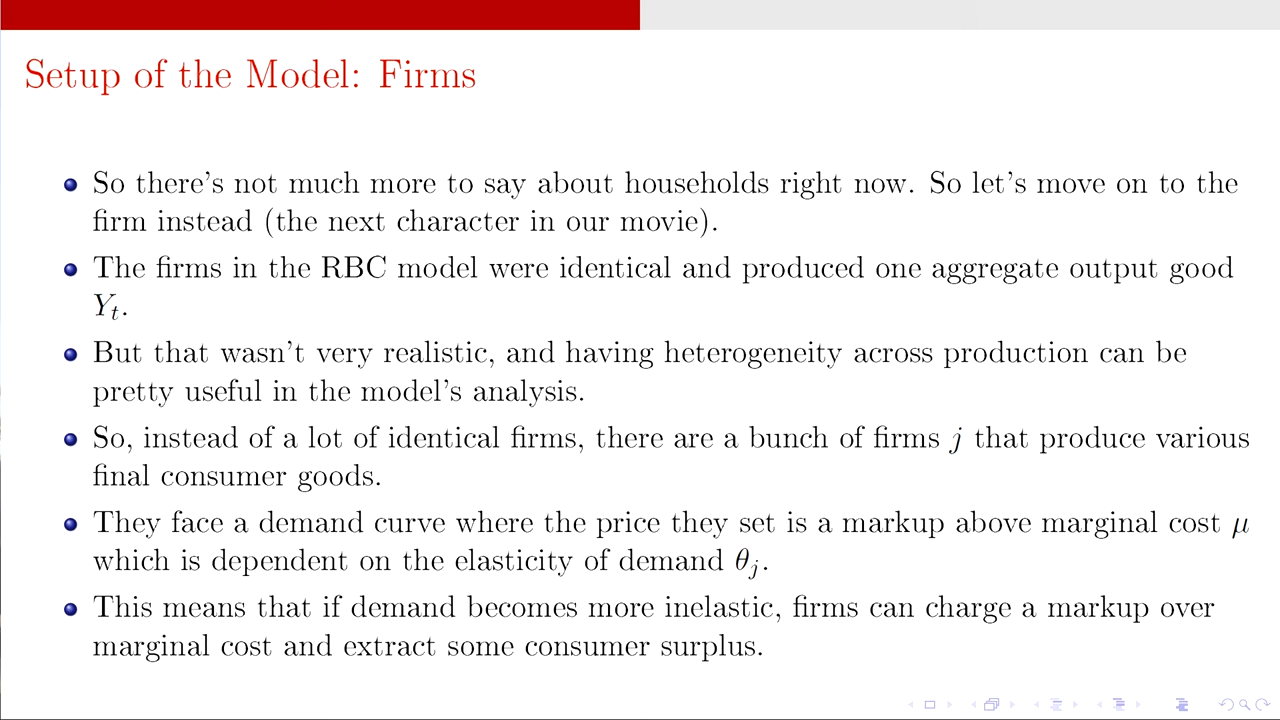 Setup of the Model: Firms
So there's not much more to say about households right now. So let's move on to the
firm instead (the next character in our movie).
The firms in the RBC model were identical and produced one aggregate output good
Yₜ.
But that wasn't very realistic, and having heterogeneity across production can be
pretty useful in the model's analysis.
So, instead of a lot of identical firms, there are a bunch of firms j that produce various
final consumer goods.
They face a demand curve where the price they set is a markup above marginal cost μ
which is dependent on the elasticity of demand θⱼ.
This means that if demand becomes more inelastic, firms can charge a markup over
marginal cost and extract some consumer surplus.